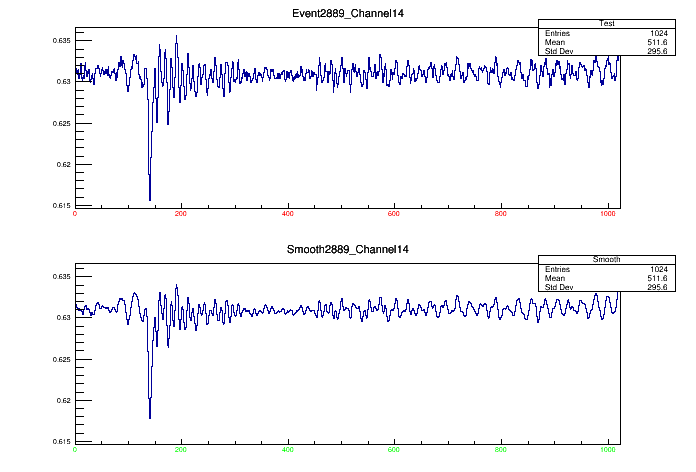 Event2889_Channel14
Test
Entries 1024
Mean 511.6
Std Dev 295.6
0.635
0.63
0.625
0.62
0.615
0 200 400 600 800 1000
Smooth2889_Channel14
Smooth
Entries 1024
Mean 511.6
Std Dev 295.6
0.635
0.63
0.625
0.62
0.615
0 200 400 600 800 1000